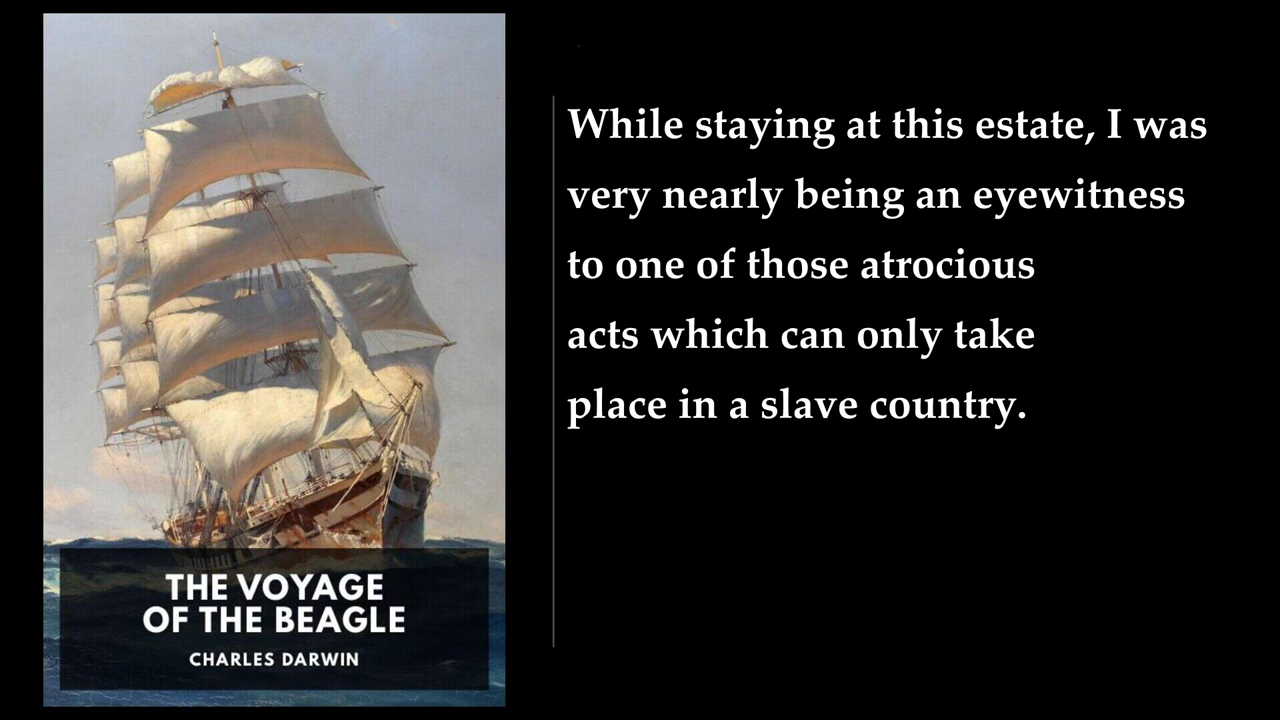 THE VOYAGE
OF THE BEAGLE
CHARLES DARWIN
While staying at this estate, I was
very nearly being an eyewitness
to one of those atrocious
acts which can only take
place in a slave country.